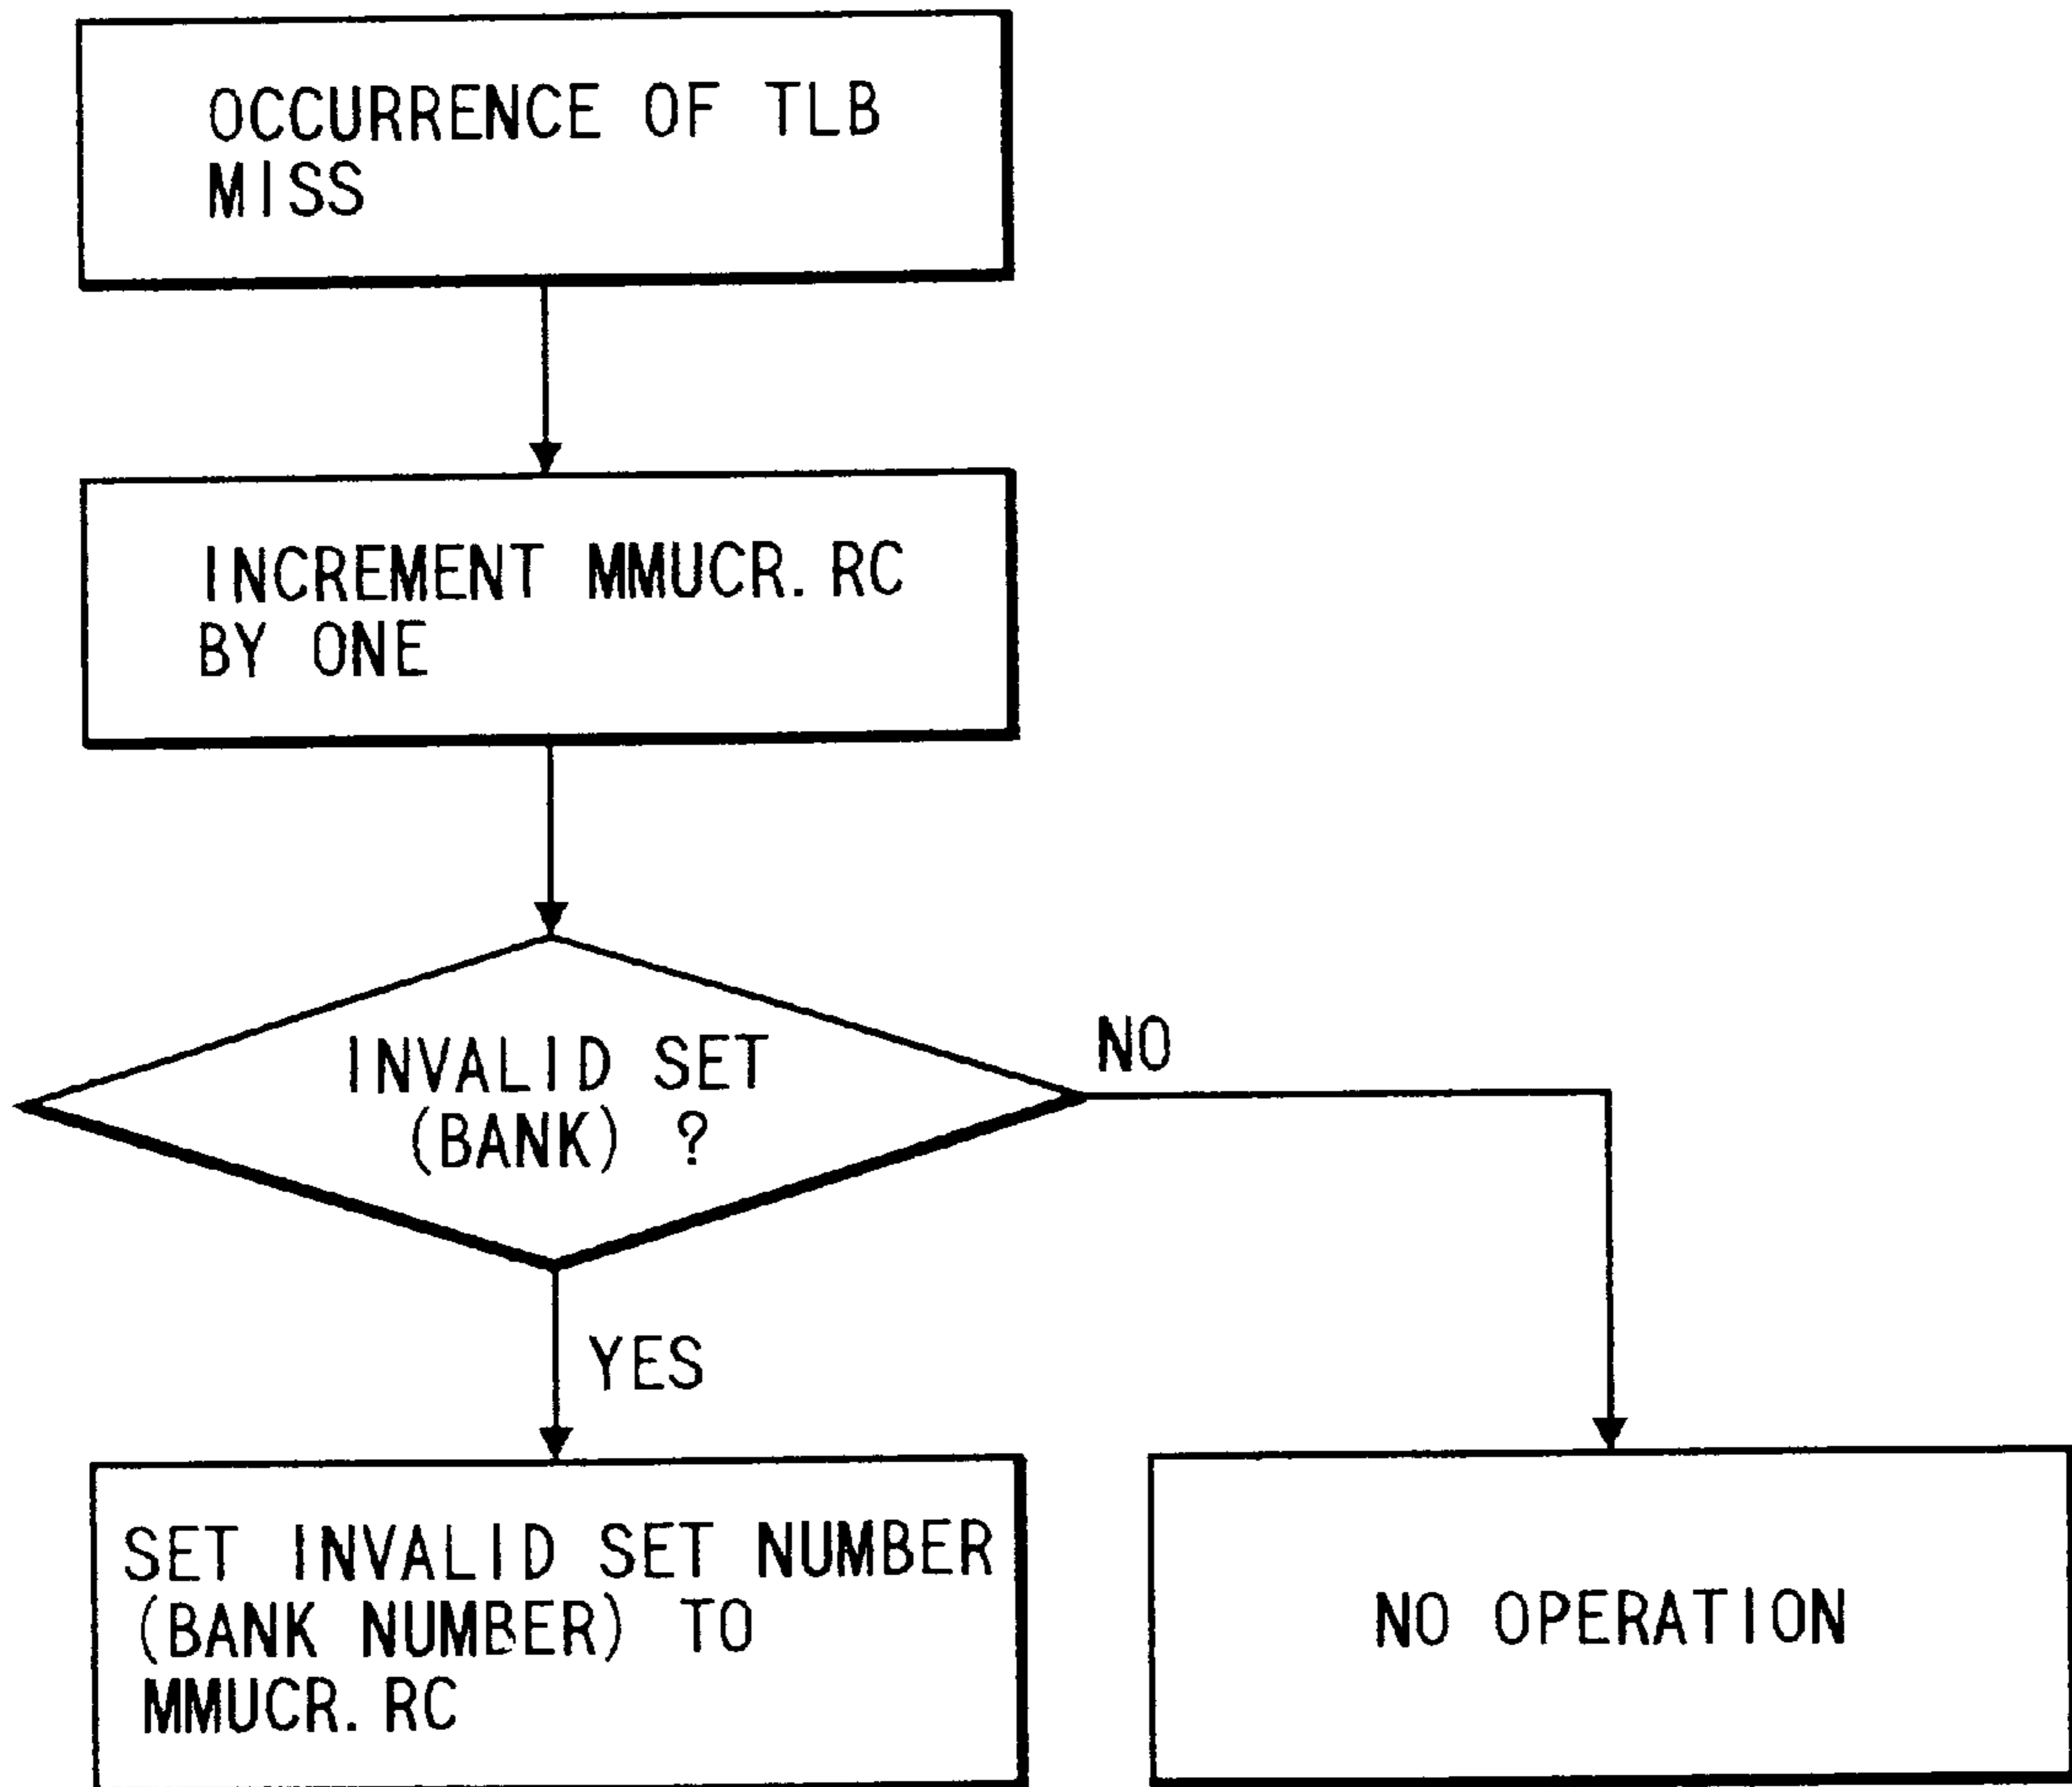 OCCURRENCE OF TLB
MISS
INCREMENT MMUCR. RC
BY ONE
INVALID SET
(BANK) ?
NO
YES
SET INVALID SET NUMBER
(BANK NUMBER) TO
MMUCR. RC
NO OPERATION